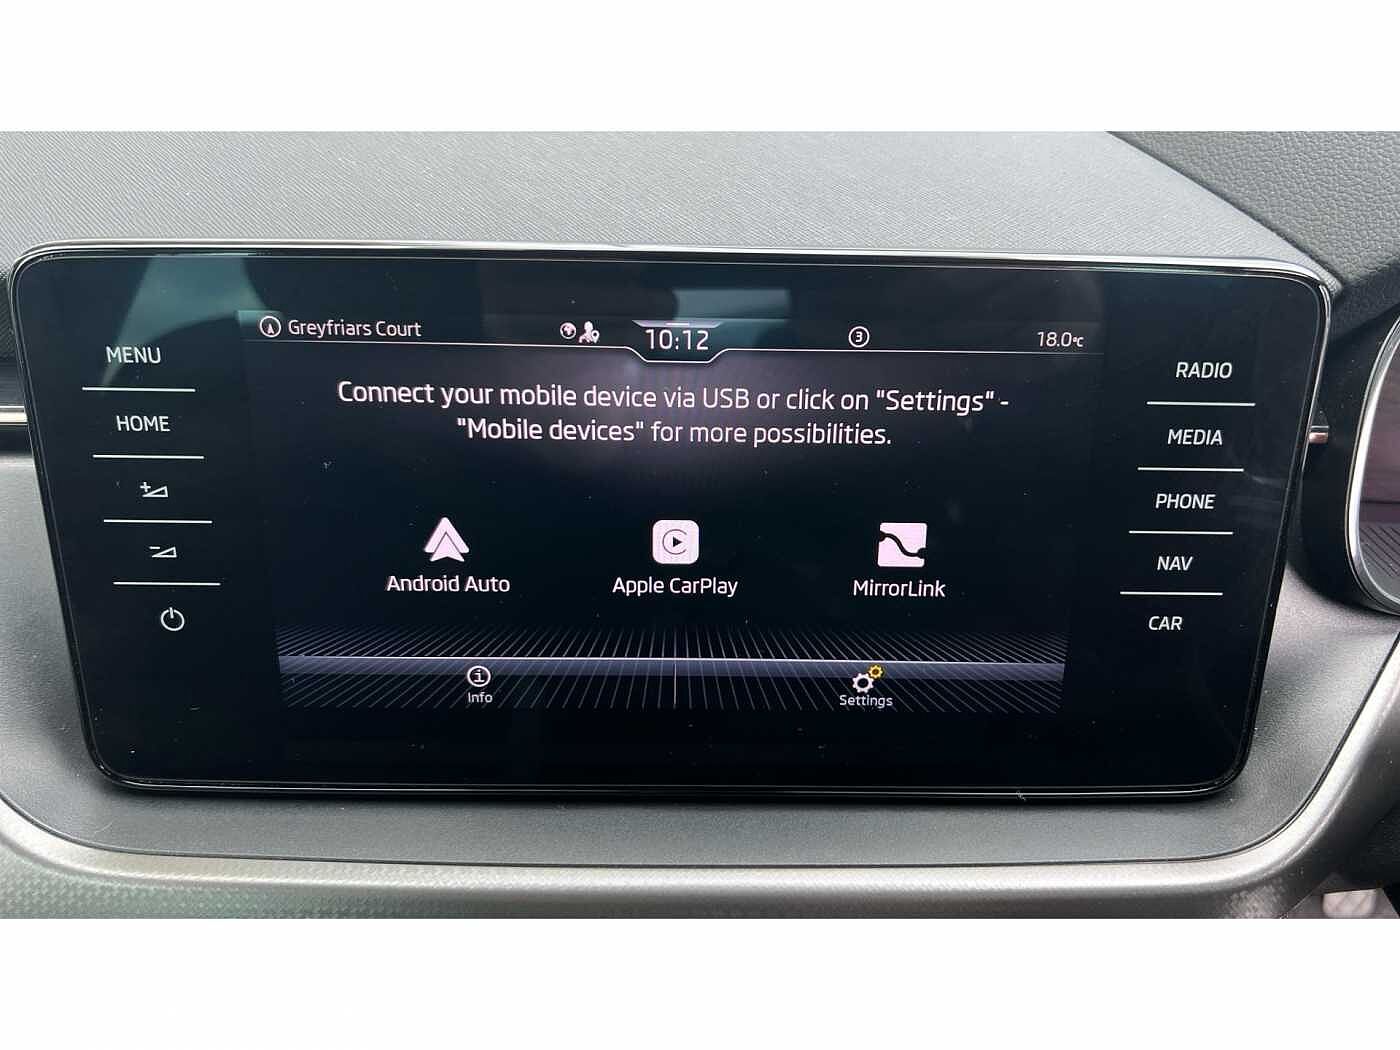 Greyfriars Court
10:12
3
18.0°C
MENU
HOME
Connect your mobile device via USB or click on "Settings" -
"Mobile devices" for more possibilities.
Android Auto
Apple CarPlay
MirrorLink
Info
Settings
RADIO
MEDIA
PHONE
NAV
CAR